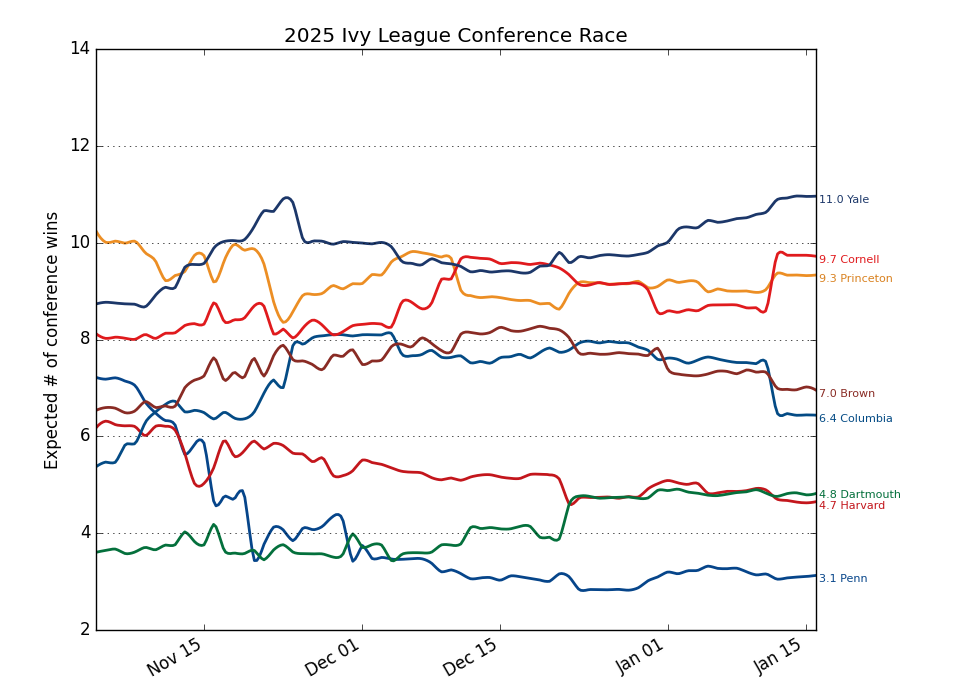 2025 Ivy League Conference Race
Expected # of conference wins
14
12
10
8
6
4
2
11.0 Yale
9.7 Cornell
9.3 Princeton
7.0 Brown
6.4 Columbia
4.8 Dartmouth
4.7 Harvard
3.1 Penn
Nov 15
Dec 01
Dec 15
Jan 01
Jan 15